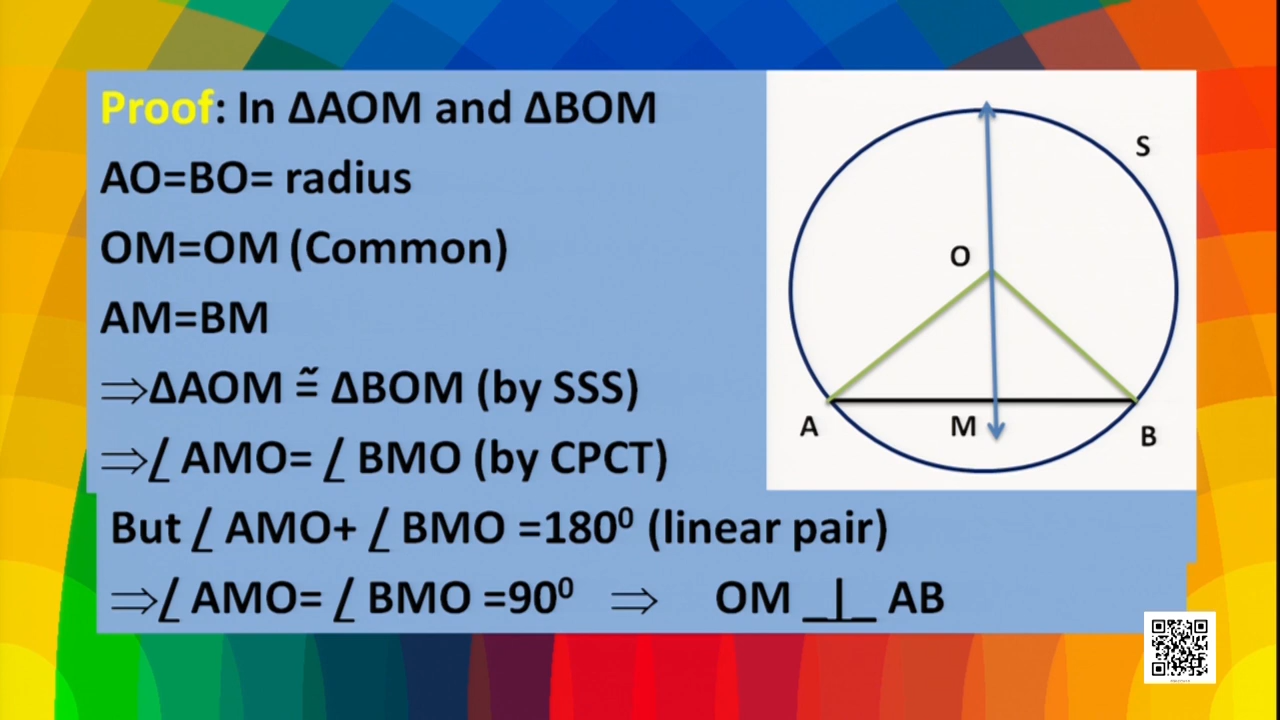 Proof: In ΔAOM and ΔBOM
AO=BO= radius
OM=OM (Common)
AM=BM
⇒ΔAOM ≅ ΔBOM (by SSS)
⇒∠ AMO= ∠ BMO (by CPCT)
But ∠ AMO+ ∠ BMO =180⁰ (linear pair)
⇒∠ AMO= ∠ BMO =90⁰ ⇒ OM _|_ AB
S
O
A
M
B